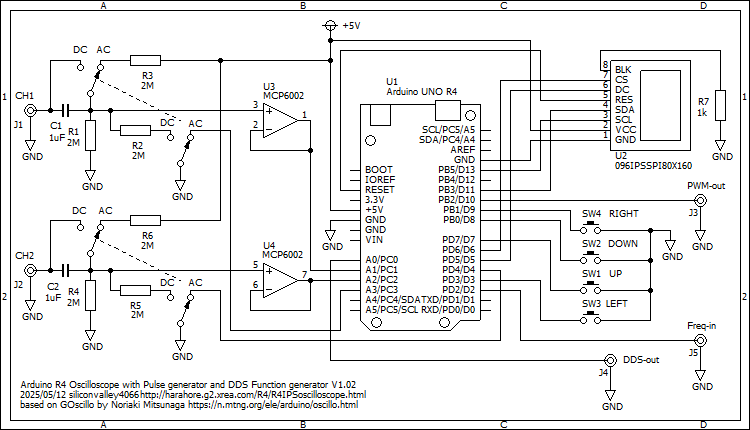 A B C D
+5V
DC AC
R3
2M
CH1
J1
GND
C1
1uF
R1
2M
GND
R2
2M
DC AC
GND
U3
MCP6002
3
2
1
U1
Arduino UNO R4
SCL/PC5/A5
SDA/PC4/A4
AREF
GND
BOOT PB5/D13
IOREF PB4/D12
RESET PB3/D11
3.3V PB2/D10
+5V PB1/D9
GND PB0/D8
GND
VIN PD7/D7
PD6/D6
A0/PC0 PD5/D5
A1/PC1 PD4/D4
A2/PC2 PD3/D3
A3/PC3 PD2/D2
A4/PC4/SDATXD/PD1/D1
A5/PC5/SCL RXD/PD0/D0
GND
8 BLK
7 CS
6 DC
5 RES
4 SDA
3 SCL
2 VCC
1 GND
U2
096IPSSPI80X160
R7
1k
GND
PWM-out
J3
GND
SW4 RIGHT
GND
SW2 DOWN
SW1 UP
SW3 LEFT
GND
DC AC
R6
2M
CH2
J2
GND
C2
1uF
R4
2M
GND
R5
2M
DC AC
GND
U4
MCP6002
5
6
7
Freq-in
J5
GND
DDS-out
J4
GND
1 1
2 2
Arduino R4 Oscilloscope with Pulse generator and DDS Function generator V1.02
2025/05/12 siliconvalley4066http://harahore.g2.xrea.com/R4/R4IPSoscilloscope.html
based on GOscillo by Noriaki Mitsunaga https://n.mtng.org/ele/arduino/oscillo.html
A B C D